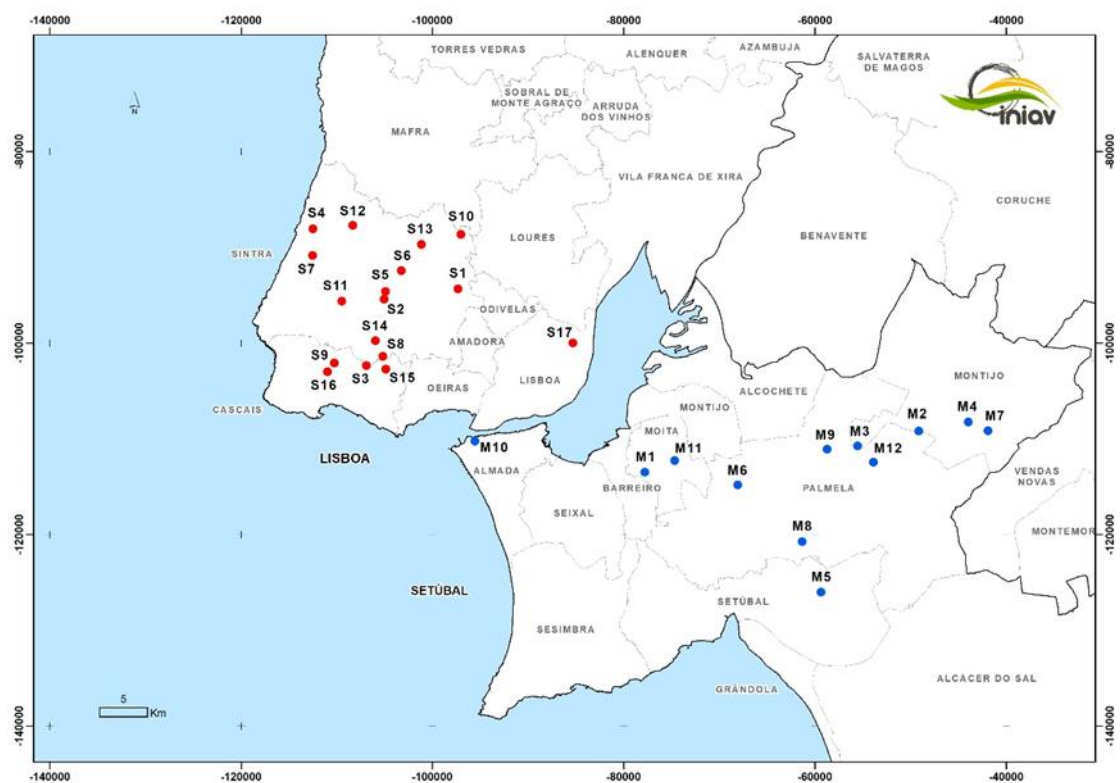 -140000 -120000 -100000 -80000 -60000 -40000
TORRES VEDRAS
ALENQUER
AZAMBUJA
SALVATERRA
DE MAGOS
iniav
SOBRAL DE
MONTE AGRAÇO
ARRUDA
DOS VINHOS
N
MAFRA
-80000
-80000
VILA FRANCA DE XIRA
CORUCHE
S4
S12
S10
S13
LOURES
BENAVENTE
SINTRA
S7
S6
S5
S1
S11
S2
ODIVELAS
S14
S17
-100000
-100000
S8
AMADORA
S9
S3
S15
S16
OEIRAS
LISBOA
ALCOCHETE
MONTIJO
CASCAIS
MONTIJO
M2
M4
M7
MOITA
M9
M3
LISBOA
M10
ALMADA
M1
M11
M12
M6
BARREIRO
PALMELA
VENDAS
NOVAS
SEIXAL
M8
-120000
-120000
MONTEMOR
M5
SETÚBAL
SETÚBAL
SESIMBRA
GRÂNDOLA
ALCÁCER DO SAL
5
Km
-140000
-140000
-140000 -120000 -100000 -80000 -60000 -40000